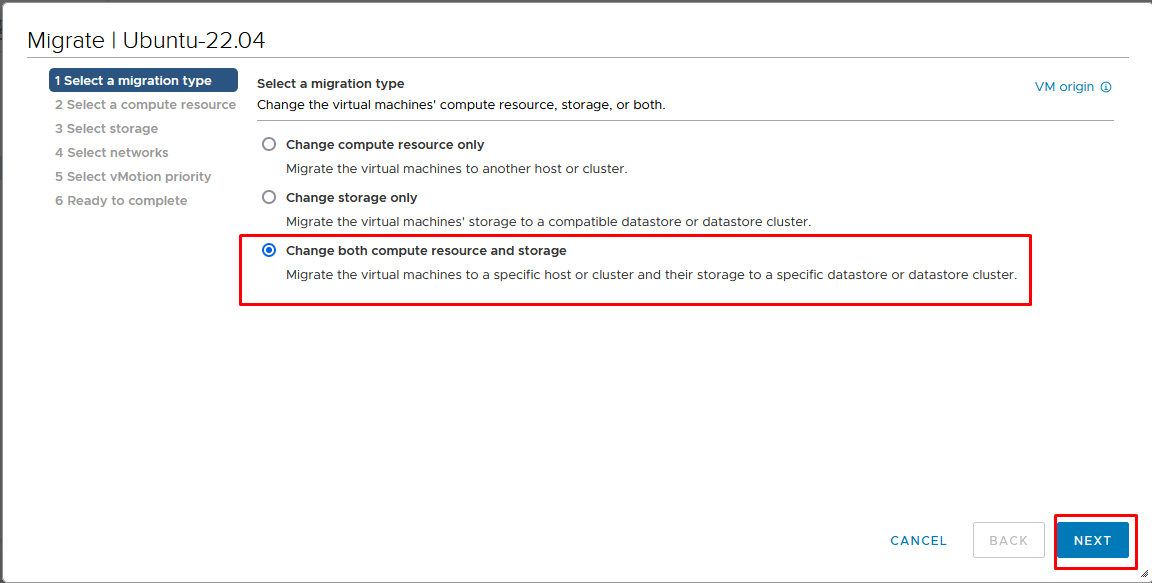 Migrate | Ubuntu-22.04
1 Select a migration type
2 Select a compute resource
3 Select storage
4 Select networks
5 Select vMotion priority
6 Ready to complete
Select a migration type
VM origin
Change the virtual machines' compute resource, storage, or both.
Change compute resource only
Migrate the virtual machines to another host or cluster.
Change storage only
Migrate the virtual machines' storage to a compatible datastore or datastore cluster.
Change both compute resource and storage
Migrate the virtual machines to a specific host or cluster and their storage to a specific datastore or datastore cluster.
CANCEL
BACK
NEXT